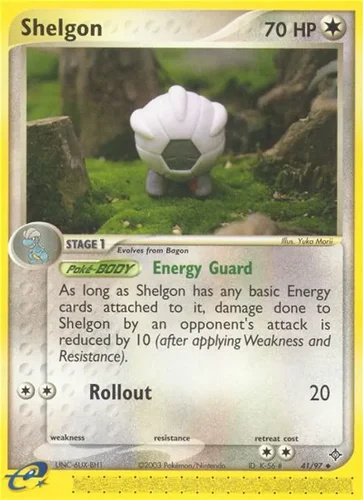 Shelgon 70 HP
Illus. Yuka Morii
STAGE 1
Evolves from Bagon
Poké-BODY Energy Guard
As long as Shelgon has any basic Energy
cards attached to it, damage done to
Shelgon by an opponent's attack is
reduced by 10 (after applying Weakness and
Resistance).
Rollout 20
weakness resistance retreat cost
©2003 Pokémon/Nintendo. 41/97
e